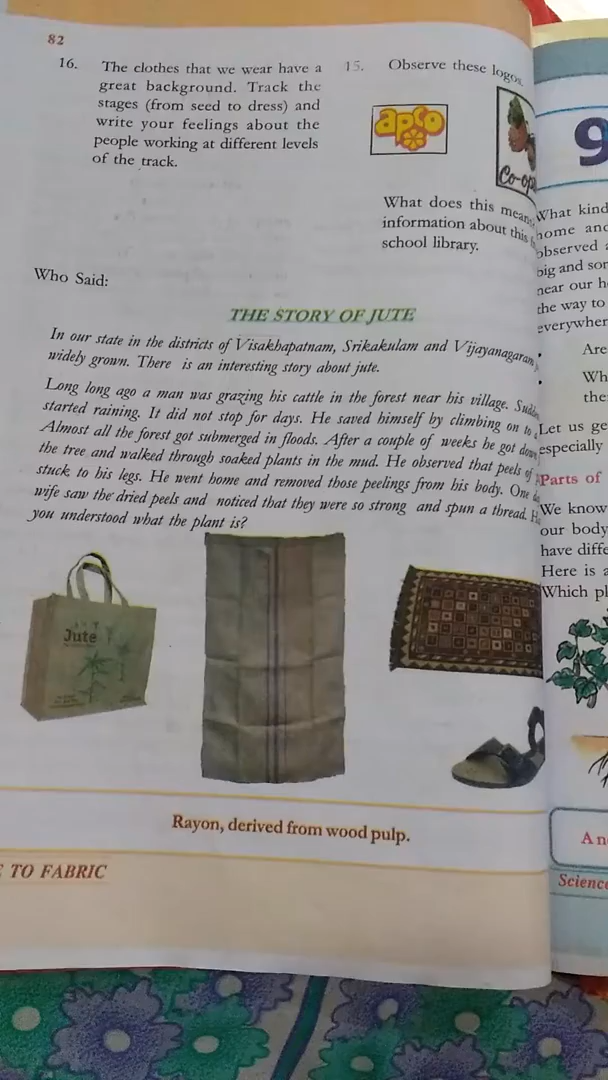 82
16. The clothes that we wear have a
great background. Track the
stages (from seed to dress) and
write your feelings about the
people working at different levels
of the track.
15. Observe these logos.
apco
Co-op
What does this mean
information about this
school library.
Who Said:
THE STORY OF JUTE
In our state in the districts of Visakhapatnam, Srikakulam and Vijayanagaram,
widely grown. There is an interesting story about jute.
Long long ago a man was grazing his cattle in the forest near his village.
started raining. It did not stop for days. He saved himself by climbing on to
Almost all the forest got submerged in floods. After a couple of weeks he got down
the tree and walked through soaked plants in the mud. He observed that peels of
stuck to his legs. He went home and removed those peelings from his body. One
wife saw the dried peels and noticed that they were so strong and spun a thread.
you understood what the plant is?
Jute
Rayon, derived from wood pulp.
TO FABRIC
9
What kind
home and
observed
big and
near our
the way to
Are
Let us
especially
Parts of
We know
our body
have
Here is a
Which
Science